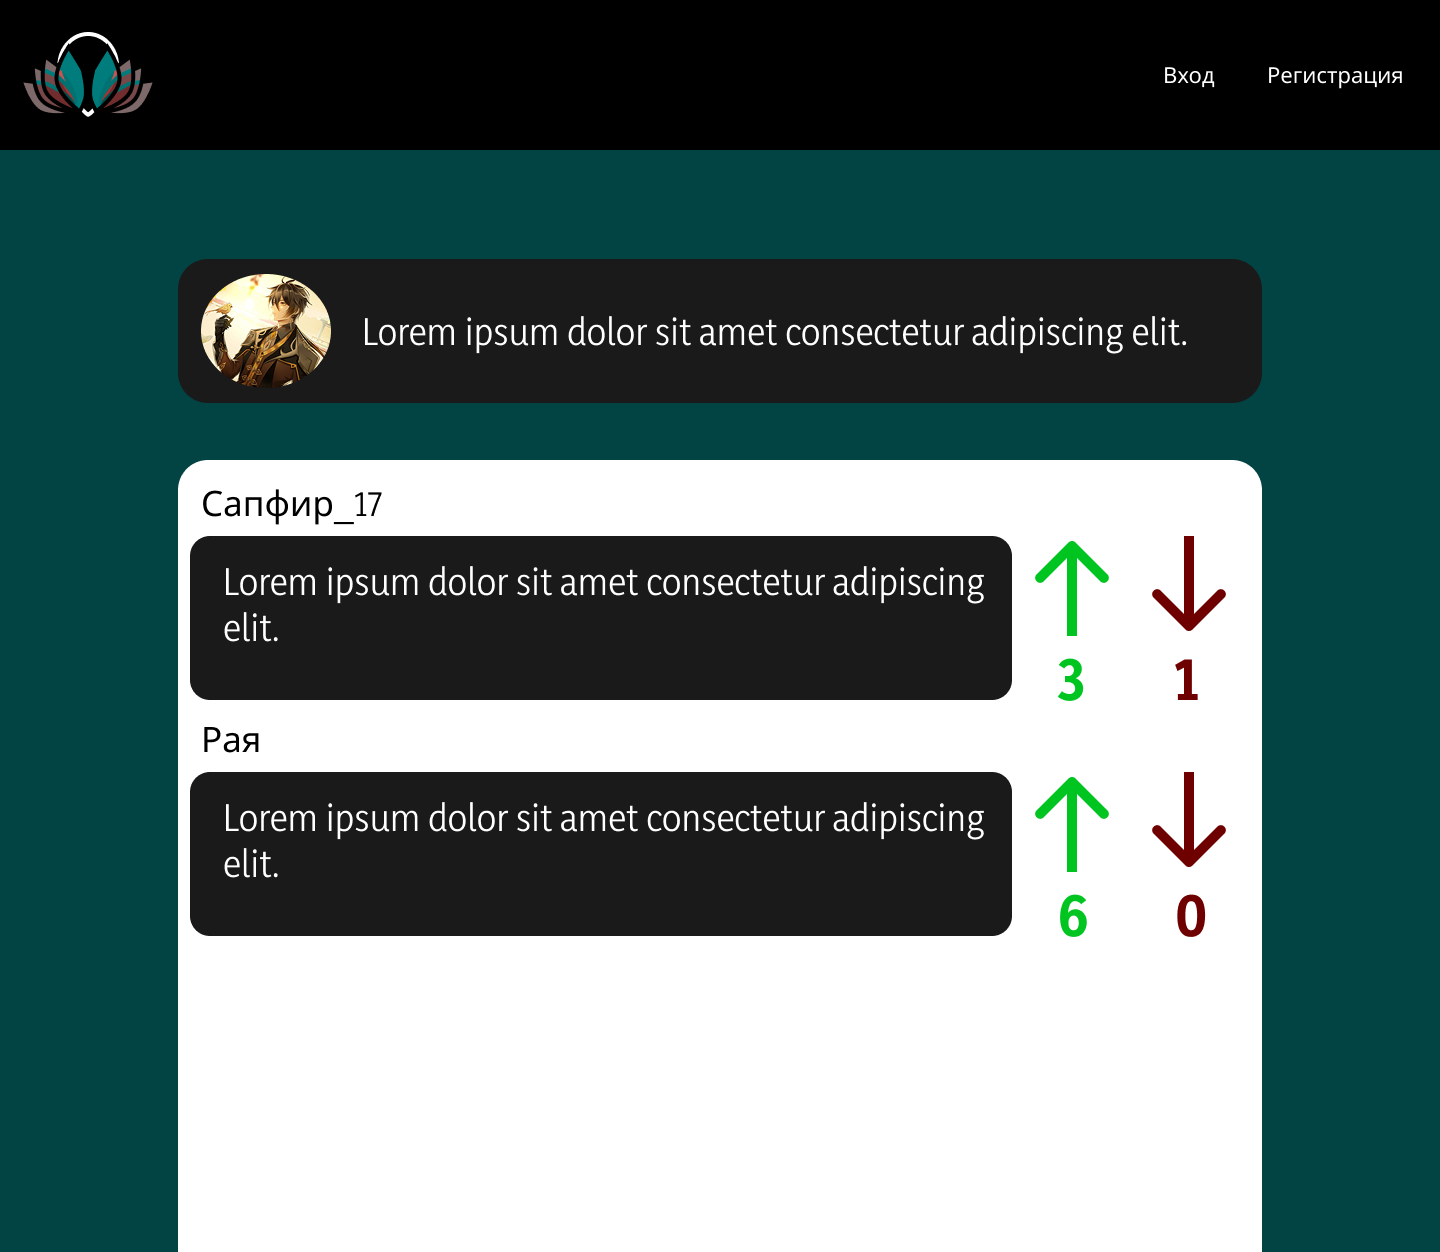 Вход Регистрация
Lorem ipsum dolor sit amet consectetur adipiscing elit.
Сапфир_17
Lorem ipsum dolor sit amet consectetur adipiscing
elit.
3 1
Рая
Lorem ipsum dolor sit amet consectetur adipiscing
elit.
6 0